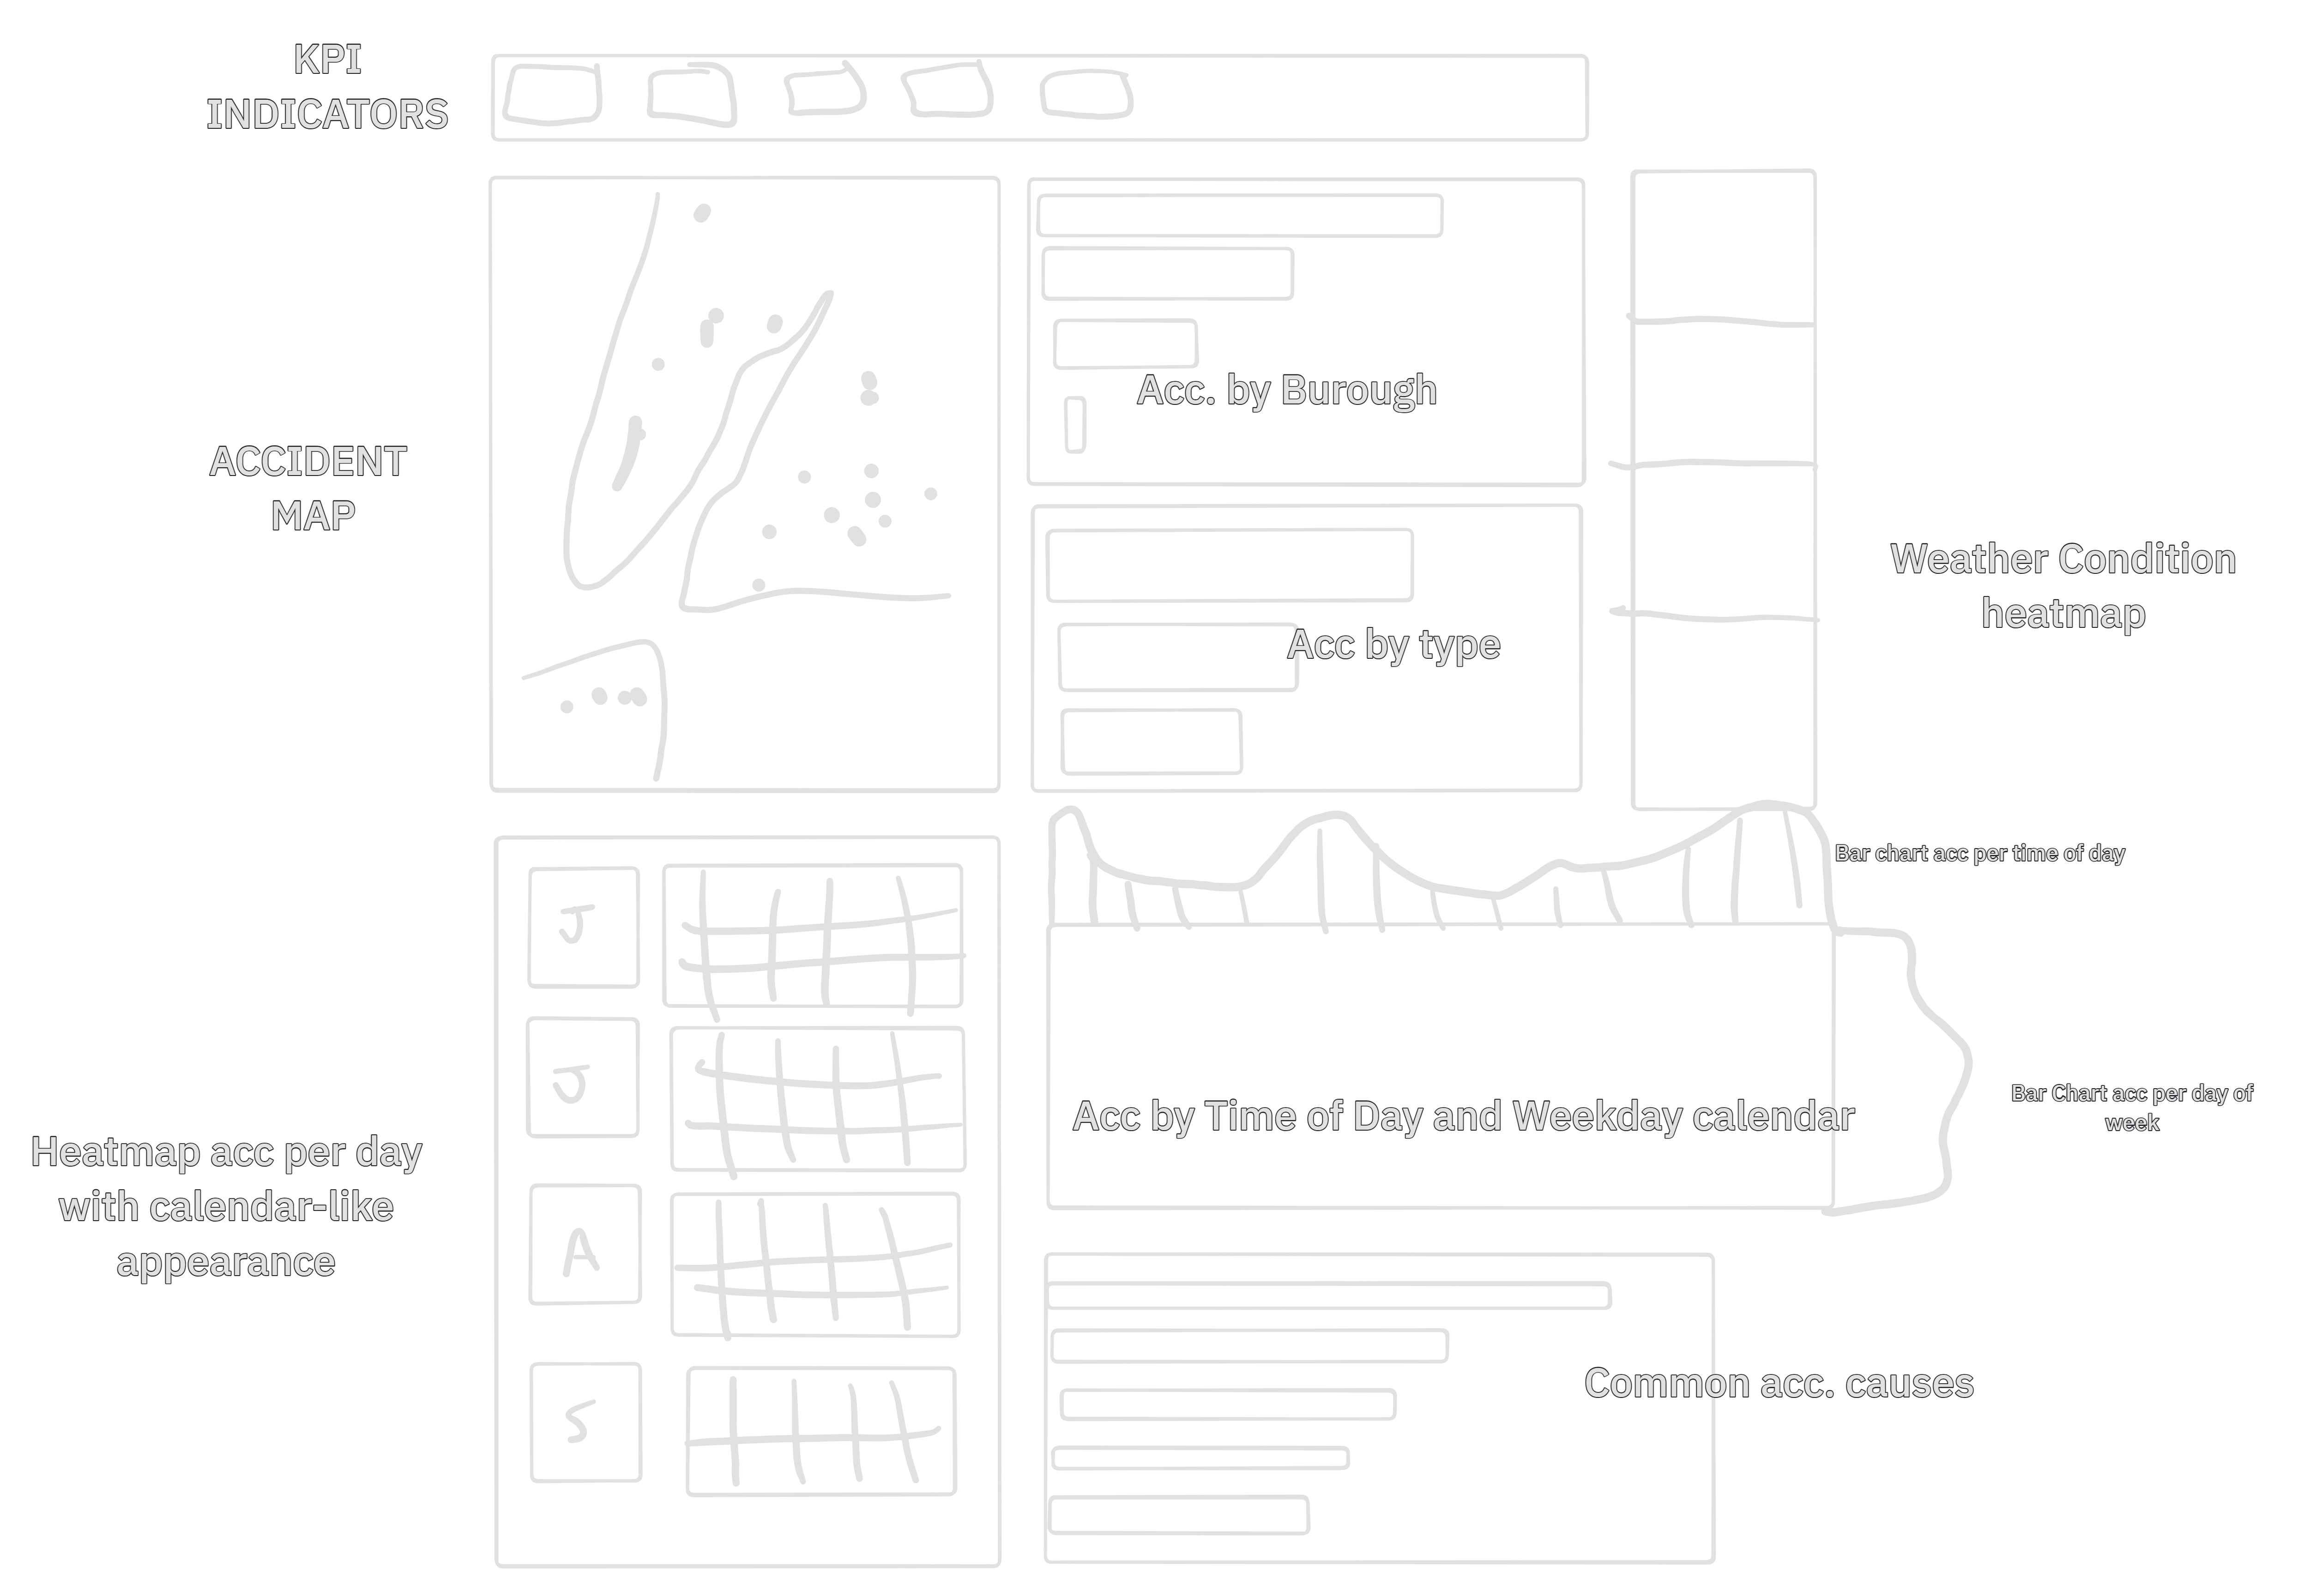 KPI
INDICATORS
ACCIDENT
MAP
Acc. by Burough
Acc by type
Weather Condition
heatmap
Bar chart acc per time of day
Acc by Time of Day and Weekday calendar
Bar Chart acc per day of
week
Heatmap acc per day
with calendar-like
appearance
J
J
A
S
Common acc. causes